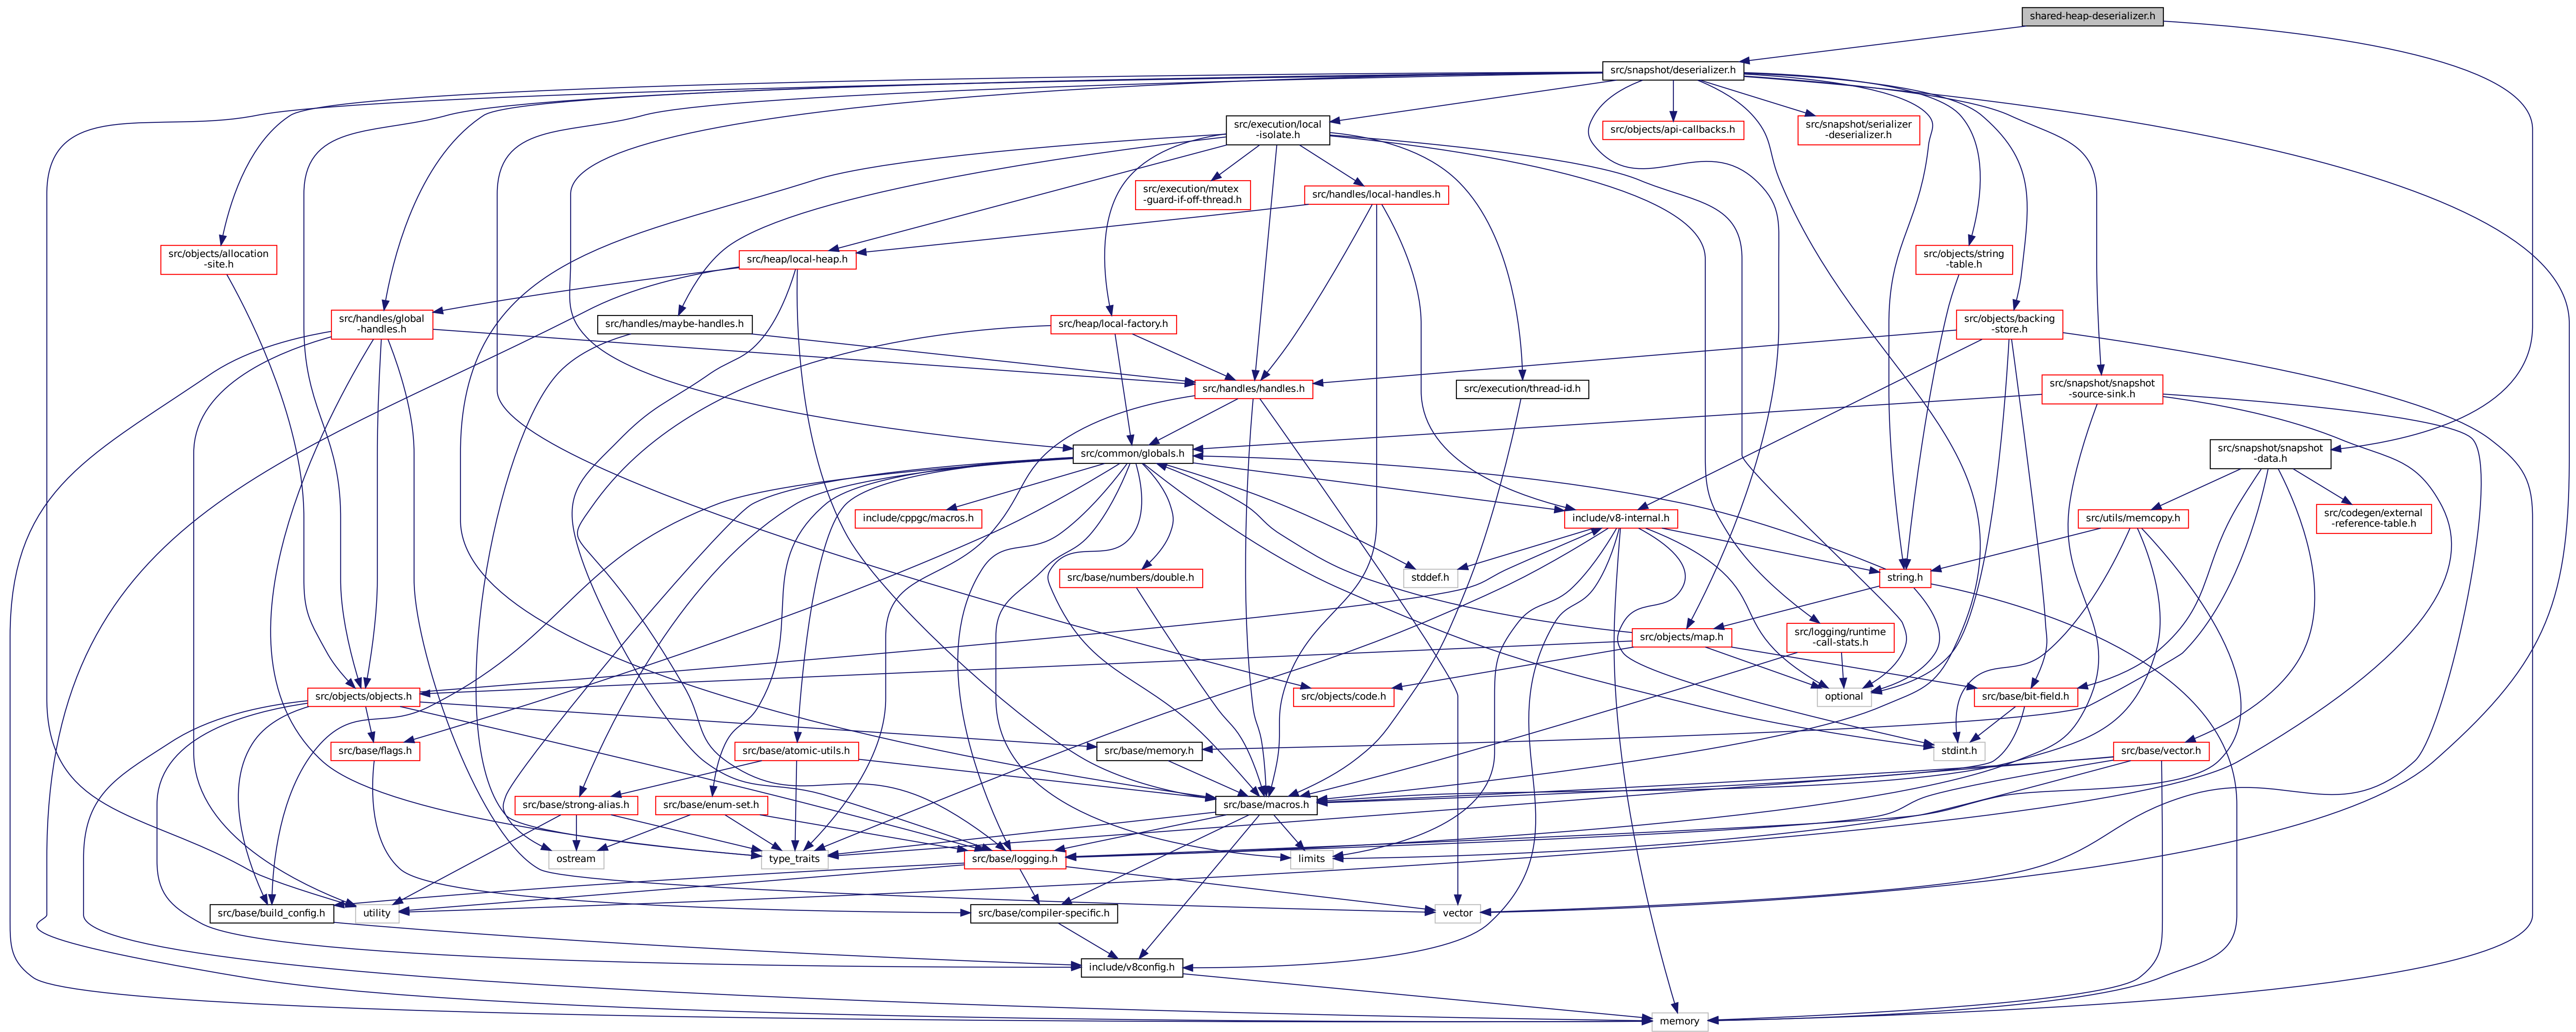 shared-heap-deserializer.h
src/snapshot/deserializer.h
src/execution/local
-isolate.h
src/objects/api-callbacks.h
src/snapshot/serializer
-deserializer.h
src/execution/mutex
-guard-if-off-thread.h
src/handles/local-handles.h
src/objects/allocation
-site.h
src/heap/local-heap.h
src/objects/string
-table.h
src/handles/global
-handles.h
src/handles/maybe-handles.h
src/heap/local-factory.h
src/objects/backing
-store.h
src/handles/handles.h
src/execution/thread-id.h
src/snapshot/snapshot
-source-sink.h
src/common/globals.h
src/snapshot/snapshot
-data.h
include/cppgc/macros.h
include/v8-internal.h
src/utils/memcopy.h
src/codegen/external
-reference-table.h
src/base/numbers/double.h
stddef.h
string.h
src/objects/map.h
src/logging/runtime
-call-stats.h
src/objects/objects.h
src/objects/code.h
optional
src/base/bit-field.h
src/base/flags.h
src/base/atomic-utils.h
src/base/memory.h
stdint.h
src/base/vector.h
src/base/strong-alias.h
src/base/enum-set.h
src/base/macros.h
ostream
type_traits
src/base/logging.h
limits
src/base/build_config.h
utility
src/base/compiler-specific.h
vector
include/v8config.h
memory